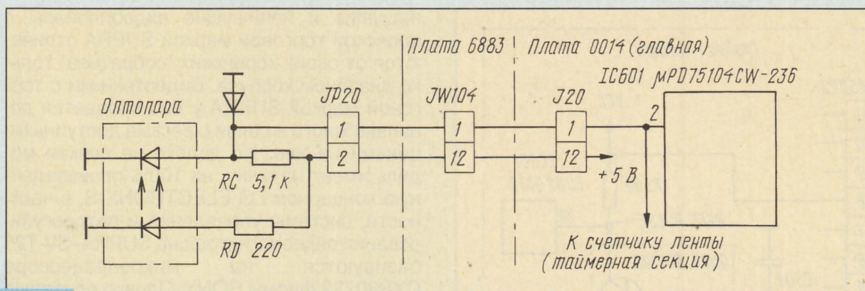 Плата 6883
Плата 0014 (главная)
IC601 μPD75104CW-236
Оптопара
JP20
JW104
J20
2
1
1
1
2
12
12
RC 5,1 к
+5 В
RD 220
К счетчику ленты
(таймерная секция)